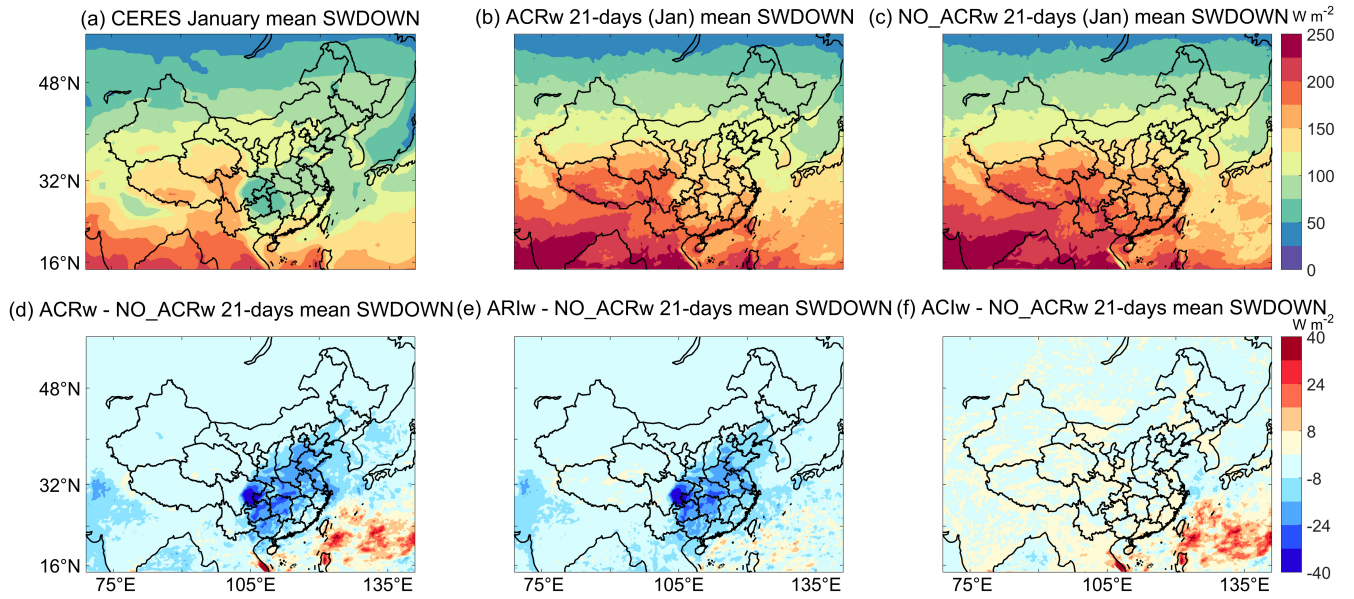 (a) CERES January mean SWDOWN
(b) ACRw 21-days (Jan) mean SWDOWN
(c) NO_ACRw 21-days (Jan) mean SWDOWN
W m-2
48°N
32°N
16°N
250
200
150
100
50
0
(d) ACRw - NO_ACRw 21-days mean SWDOWN
(e) ARIw - NO_ACRw 21-days mean SWDOWN
(f) ACIw - NO_ACRw 21-days mean SWDOWN
W m-2
48°N
32°N
16°N
75°E
105°E
135°E
75°E
105°E
135°E
75°E
105°E
135°E
40
24
8
-8
-24
-40